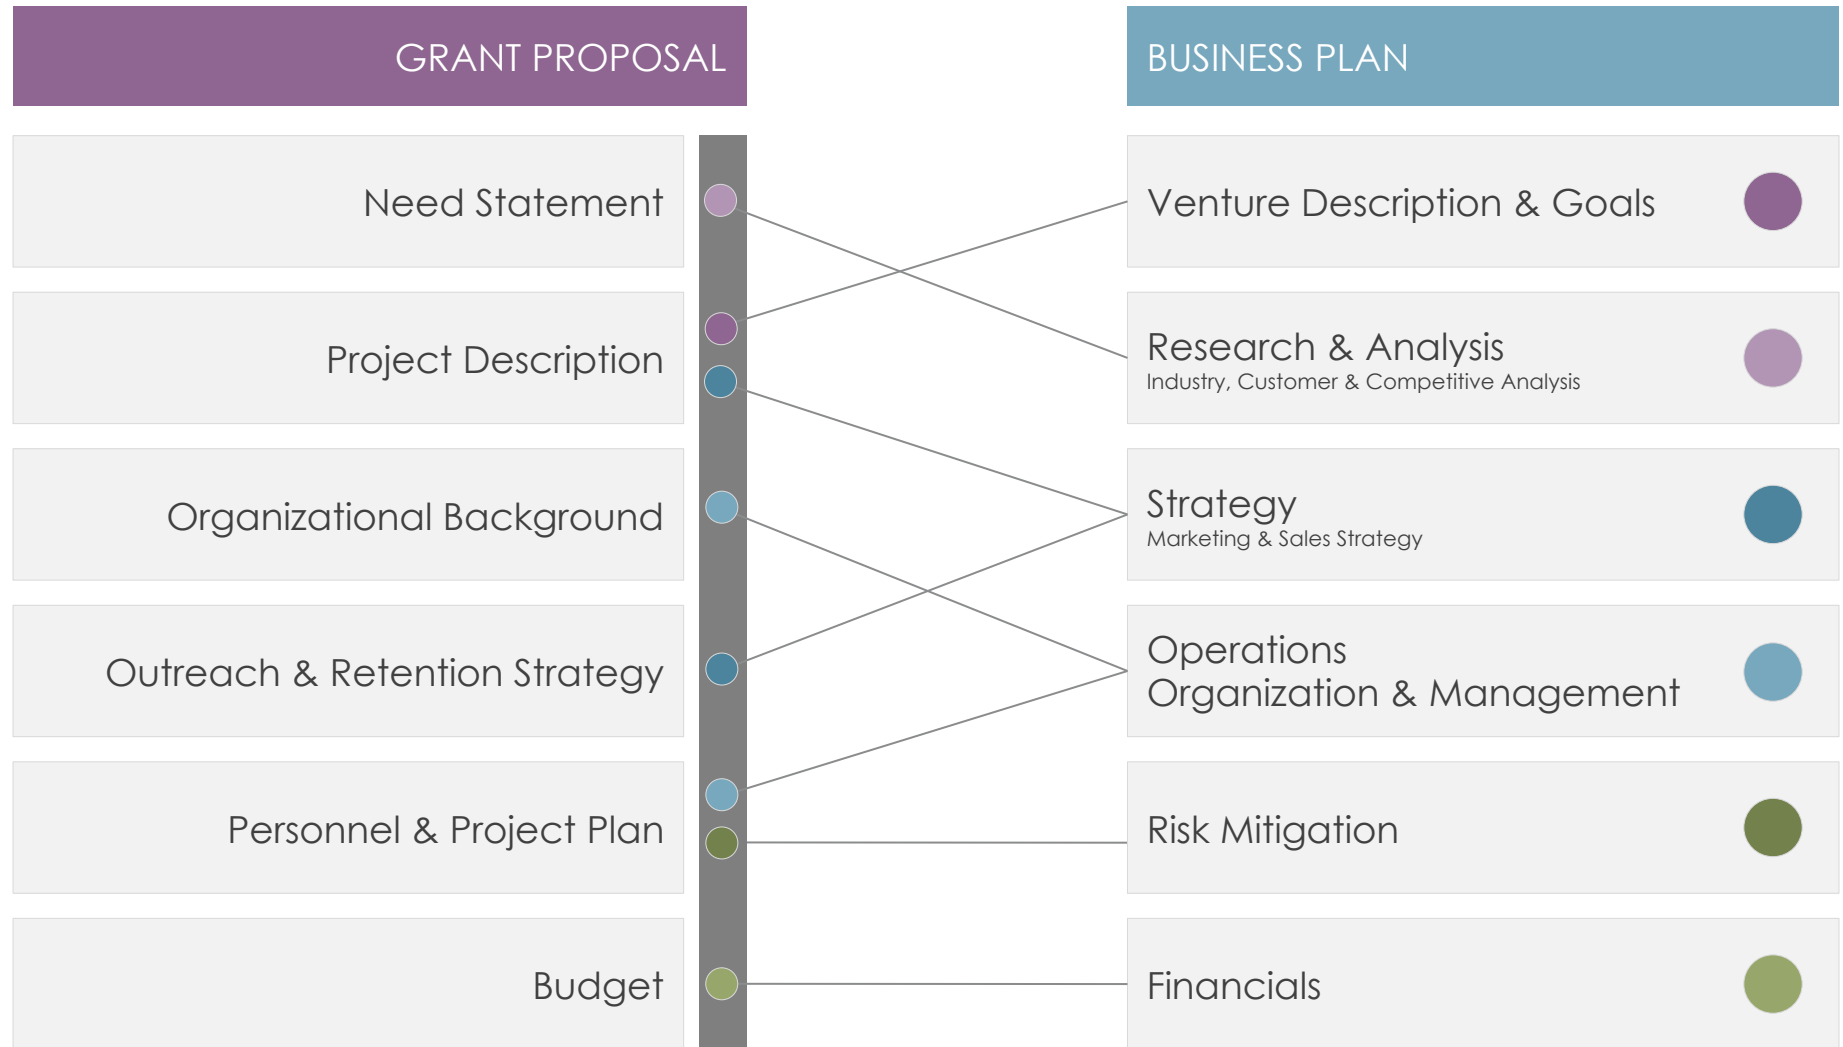 GRANT PROPOSAL
BUSINESS PLAN
Need Statement
Project Description
Organizational Background
Outreach & Retention Strategy
Personnel & Project Plan
Budget
Venture Description & Goals
Research & Analysis
Industry, Customer & Competitive Analysis
Strategy
Marketing & Sales Strategy
Operations
Organization & Management
Risk Mitigation
Financials